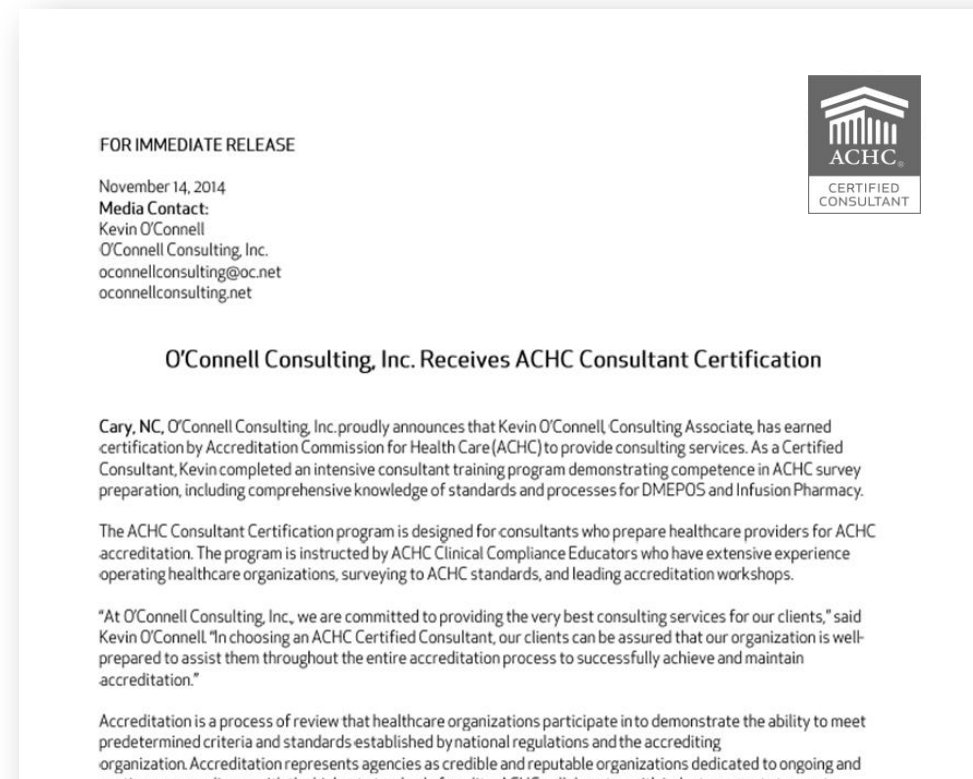 ACHC
CERTIFIED
CONSULTANT
FOR IMMEDIATE RELEASE
November 14, 2014
Media Contact:
Kevin O'Connell
O'Connell Consulting, Inc.
oconnellconsulting@oc.net
oconnellconsulting.net
O'Connell Consulting, Inc. Receives ACHC Consultant Certification
Cary, NC, O'Connell Consulting, Inc. proudly announces that Kevin O'Connell, Consulting Associate, has earned
certification by Accreditation Commission for Health Care (ACHC) to provide consulting services. As a Certified
Consultant, Kevin completed an intensive consultant training program demonstrating competence in ACHC survey
preparation, including comprehensive knowledge of standards and processes for DMEPOS and Infusion Pharmacy.
The ACHC Consultant Certification program is designed for consultants who prepare healthcare providers for ACHC
accreditation. The program is instructed by ACHC Clinical Compliance Educators who have extensive experience
operating healthcare organizations, surveying to ACHC standards, and leading accreditation workshops.
"At O'Connell Consulting, Inc., we are committed to providing the very best consulting services for our clients," said
Kevin O'Connell. "In choosing an ACHC Certified Consultant, our clients can be assured that our organization is well-
prepared to assist them throughout the entire accreditation process to successfully achieve and maintain
accreditation."
Accreditation is a process of review that healthcare organizations participate in to demonstrate the ability to meet
predetermined criteria and standards established by national regulations and the accrediting
organization. Accreditation represents agencies as credible and reputable organizations dedicated to ongoing and